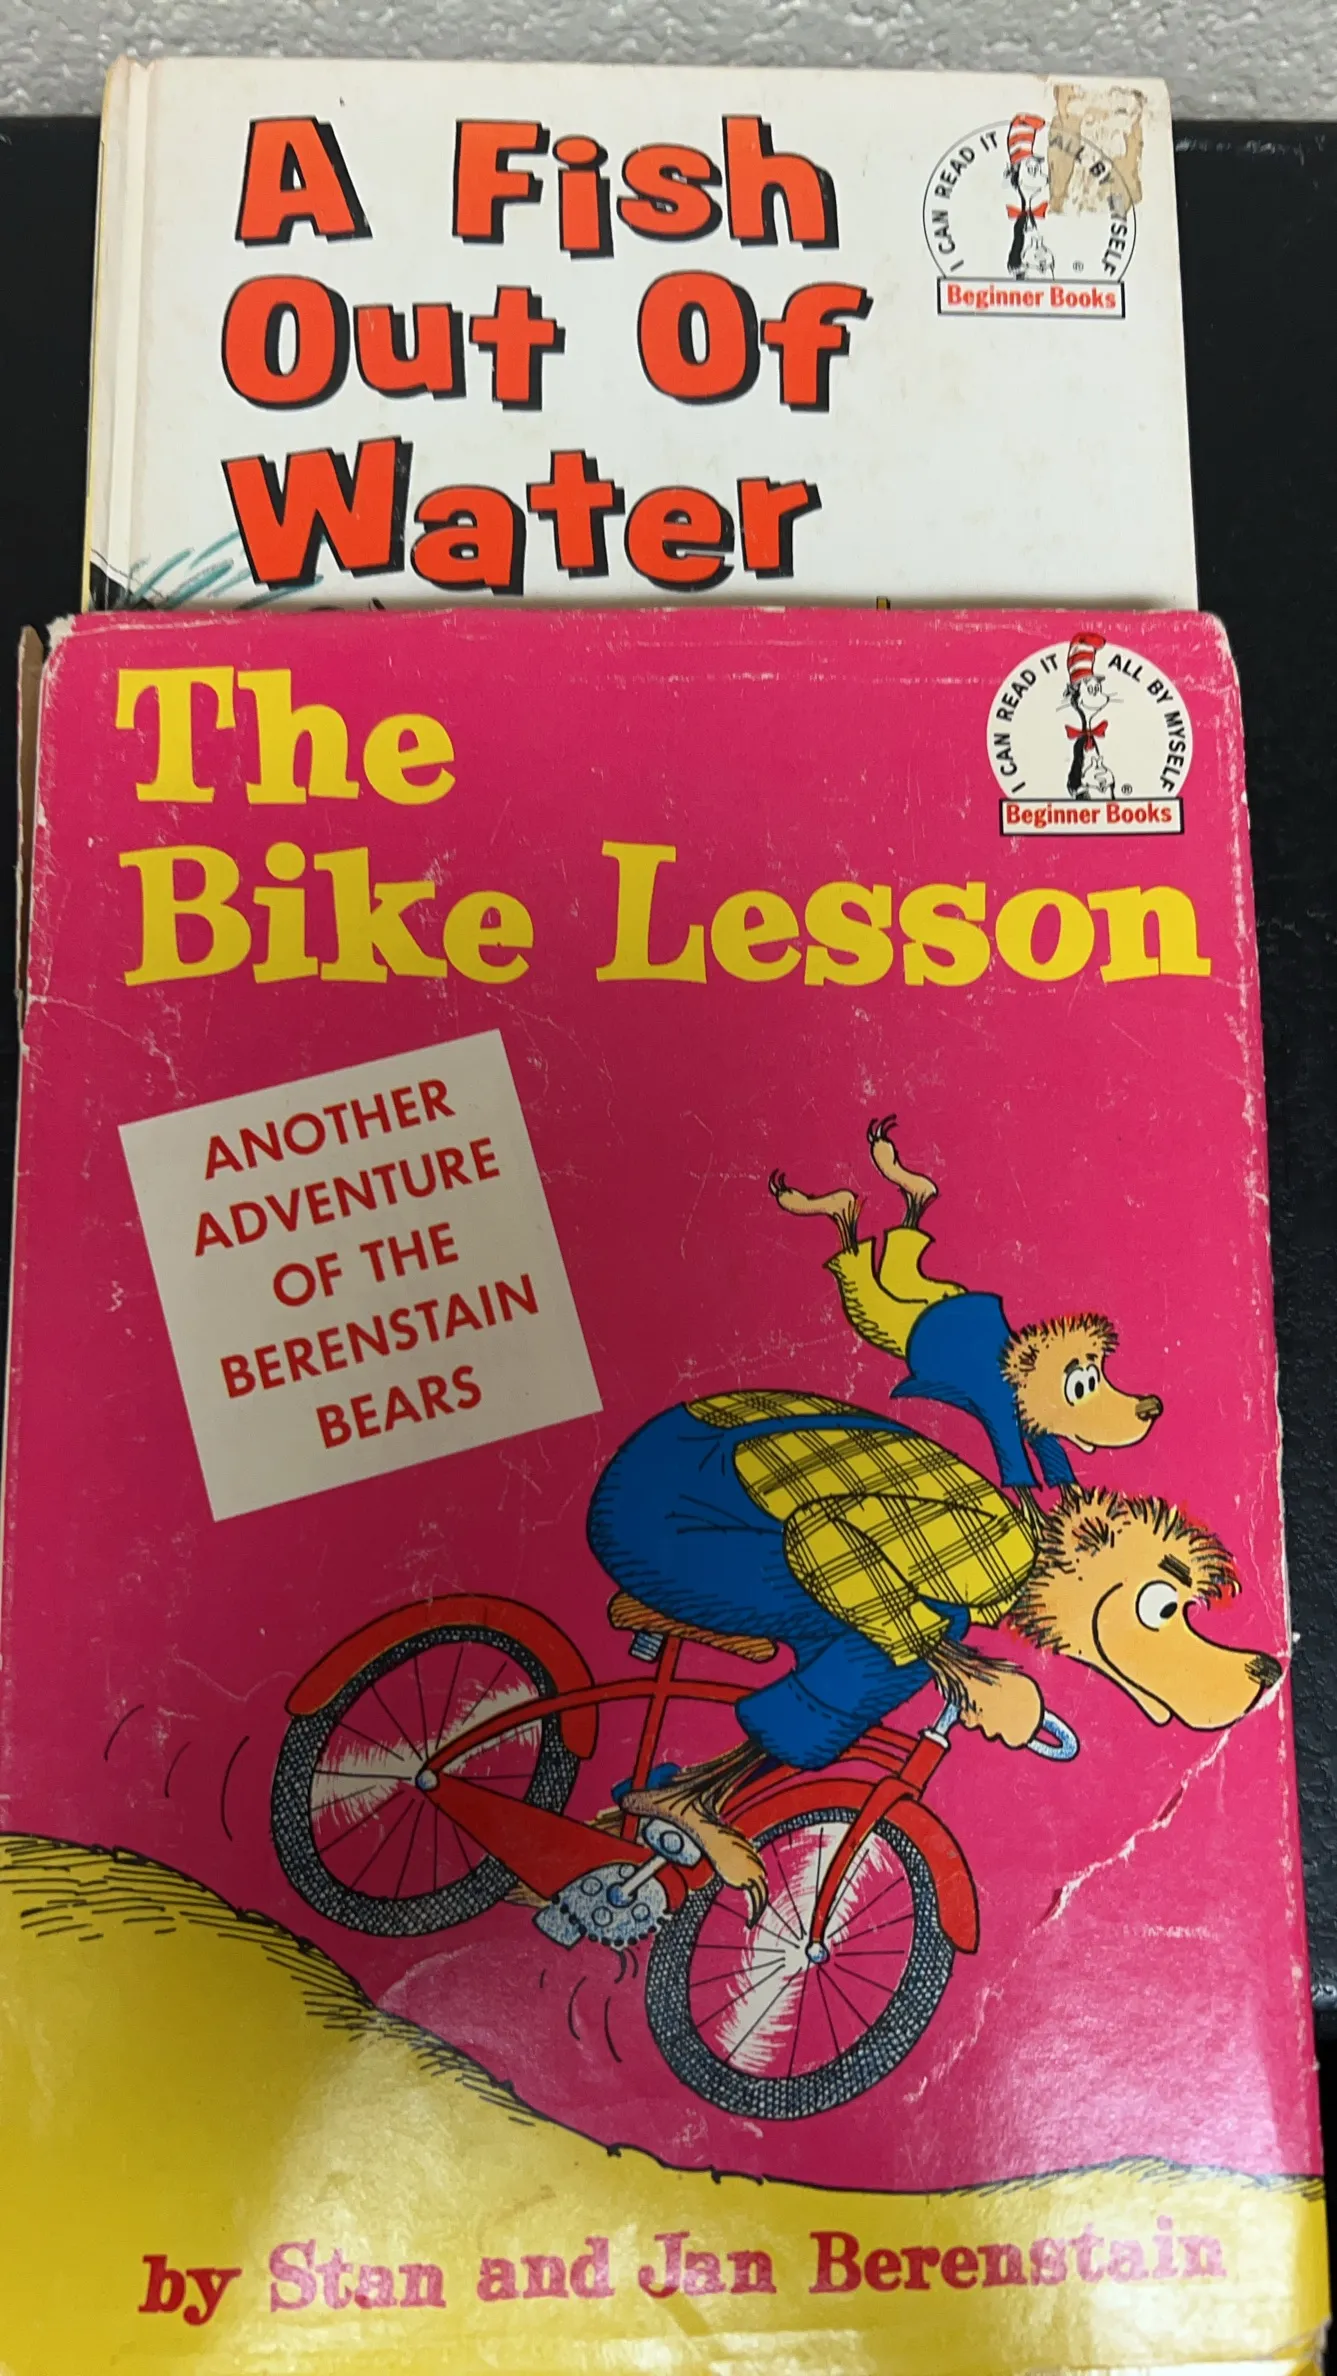 A Fish
Out Of
Water
I CAN READ IT ALL BY MYSELF
®
Beginner Books
The
Bike Lesson
I CAN READ IT ALL BY MYSELF
®
Beginner Books
ANOTHER
ADVENTURE
OF THE
BERENSTAIN
BEARS
by Stan and Jan Berenstain